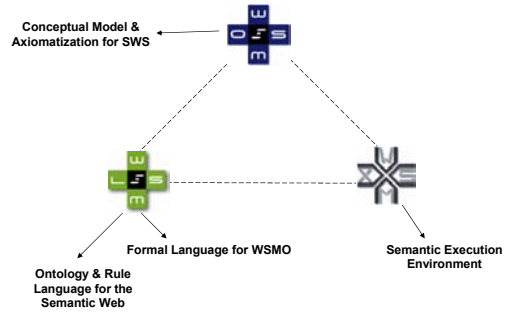 Conceptual Model &
Axiomatization for SWS
W
O S
M
W
L S
M
W
X S
M
Formal Language for WSMO
Ontology & Rule
Language for the
Semantic Web
Semantic Execution
Environment